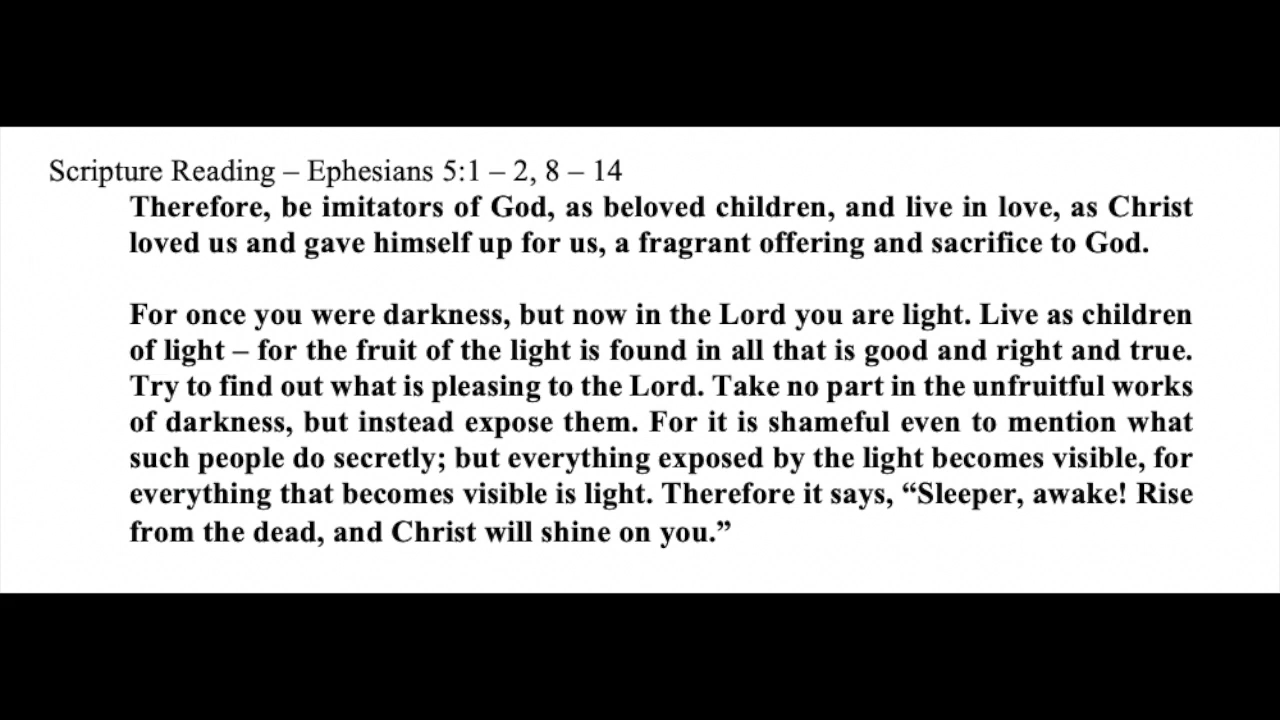 Scripture Reading – Ephesians 5:1 – 2, 8 – 14
Therefore, be imitators of God, as beloved children, and live in love, as Christ
loved us and gave himself up for us, a fragrant offering and sacrifice to God.
For once you were darkness, but now in the Lord you are light. Live as children
of light – for the fruit of the light is found in all that is good and right and true.
Try to find out what is pleasing to the Lord. Take no part in the unfruitful works
of darkness, but instead expose them. For it is shameful even to mention what
such people do secretly; but everything exposed by the light becomes visible, for
everything that becomes visible is light. Therefore it says, “Sleeper, awake! Rise
from the dead, and Christ will shine on you.”